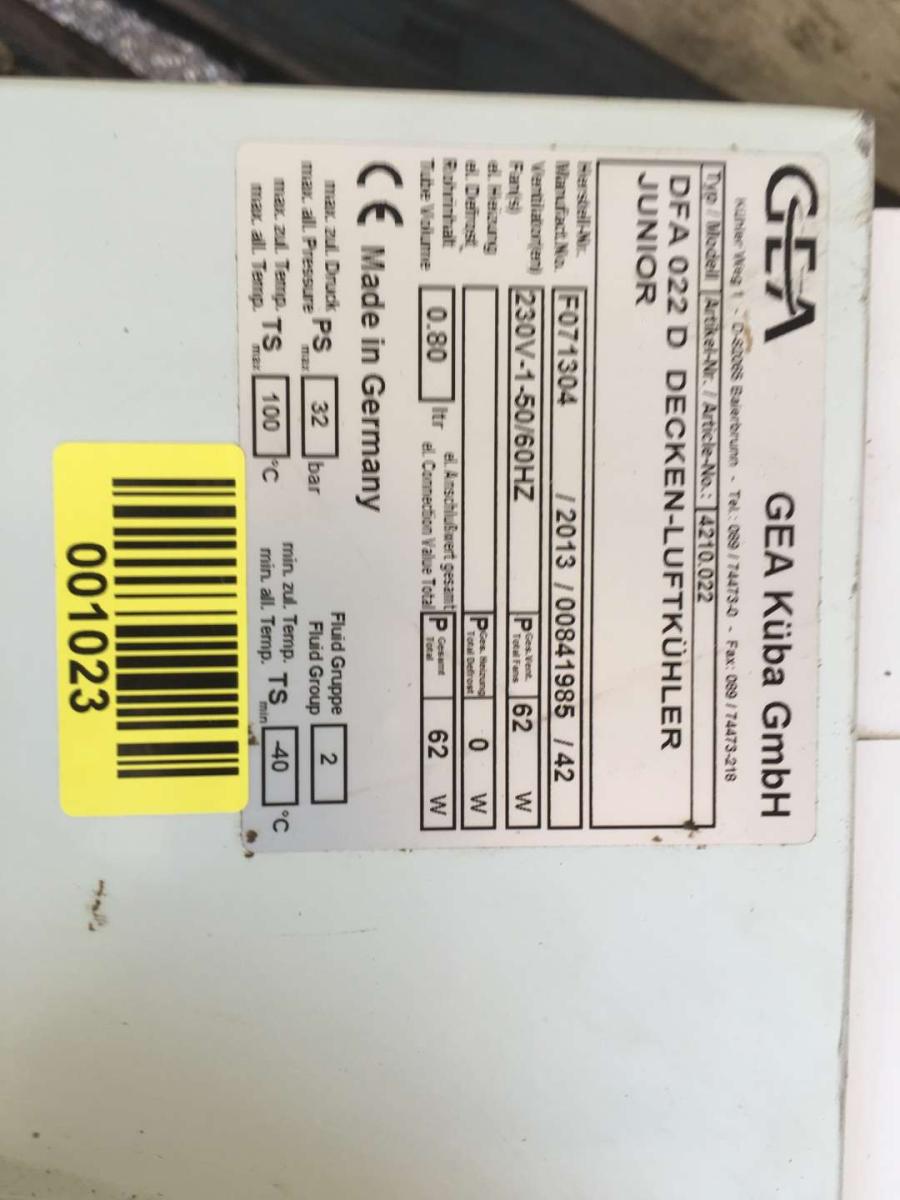 GEA
GEA Küba GmbH
Kühler Weg 1 - D-82065 Baierbrunn - Tel.: 089 / 74473-0 - Fax: 089 / 74473-218
Typ / Modell Artikel-Nr. / Article-No.: 4210.022
DFA 022 D DECKEN-LUFTKÜHLER
JUNIOR
Herstell-Nr.
Manufact.No. F071304 / 2013 / 00841985 / 42
Ventilator(en)
Fan(s) 230V-1-50/60HZ P Ges. Vent. Total Fans 62 W
el. Heizung
el. Defrost P Ges. Heizung Total Defrost 0 W
Rohrinhalt
Tube Volume 0.80 ltr el. Anschlußwert gesamt
el. Connection Value Total P Gesamt Total 62 W
CE Made in Germany
max. zul. Druck
max. all. Pressure PS max 32 bar Fluid Gruppe
Fluid Group 2
max. zul. Temp.
max. all. Temp. TS max 100 °C min. zul. Temp.
min. all. Temp. TS min -40 °C
001023